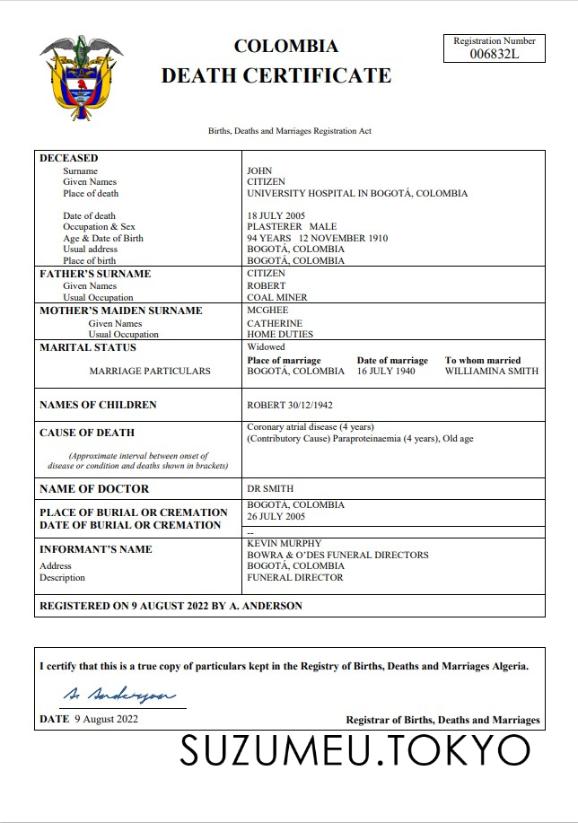 COLOMBIA
DEATH CERTIFICATE
Registration Number
006832L
Births, Deaths and Marriages Registration Act
DECEASED
Surname JOHN
Given Names CITIZEN
Place of death UNIVERSITY HOSPITAL IN BOGOTÁ, COLOMBIA
Date of death 18 JULY 2005
Occupation & Sex PLASTERER MALE
Age & Date of Birth 94 YEARS 12 NOVEMBER 1910
Usual address BOGOTÁ, COLOMBIA
Place of birth BOGOTÁ, COLOMBIA
FATHER'S SURNAME CITIZEN
Given Names ROBERT
Usual Occupation COAL MINER
MOTHER'S MAIDEN SURNAME MCGHEE
Given Names CATHERINE
Usual Occupation HOME DUTIES
MARITAL STATUS Widowed
Place of marriage Date of marriage To whom married
MARRIAGE PARTICULARS BOGOTÁ, COLOMBIA 16 JULY 1940 WILLIAMINA SMITH
NAMES OF CHILDREN ROBERT 30/12/1942
CAUSE OF DEATH Coronary atrial disease (4 years)
(Contributory Cause) Paraproteinaemia (4 years), Old age
(Approximate interval between onset of
disease or condition and deaths shown in brackets)
NAME OF DOCTOR DR SMITH
PLACE OF BURIAL OR CREMATION BOGOTÁ, COLOMBIA
DATE OF BURIAL OR CREMATION 26 JULY 2005
--
INFORMANT'S NAME KEVIN MURPHY
BOWRA & O'DES FUNERAL DIRECTORS
Address BOGOTÁ, COLOMBIA
Description FUNERAL DIRECTOR
REGISTERED ON 9 AUGUST 2022 BY A. ANDERSON
I certify that this is a true copy of particulars kept in the Registry of Births, Deaths and Marriages Algeria.
A. Anderson
DATE 9 August 2022 Registrar of Births, Deaths and Marriages
SUZUMEU.TOKYO